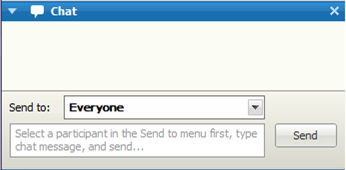 Chat
Send to: Everyone
Select a participant in the Send to menu first, type
chat message, and send...
Send